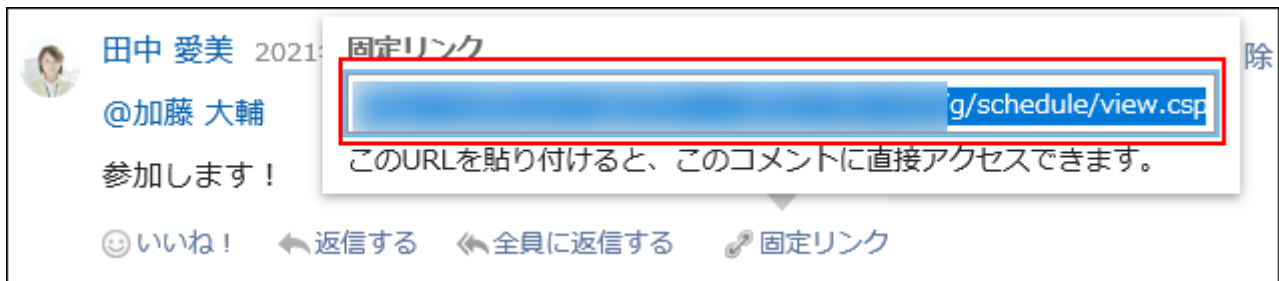 田中 愛美 2021
固定リンク
除
g/schedule/view.csp
@加藤 大輔
このURLを貼り付けると、このコメントに直接アクセスできます。
参加します！
いいね！ 返信する 全員に返信する 固定リンク